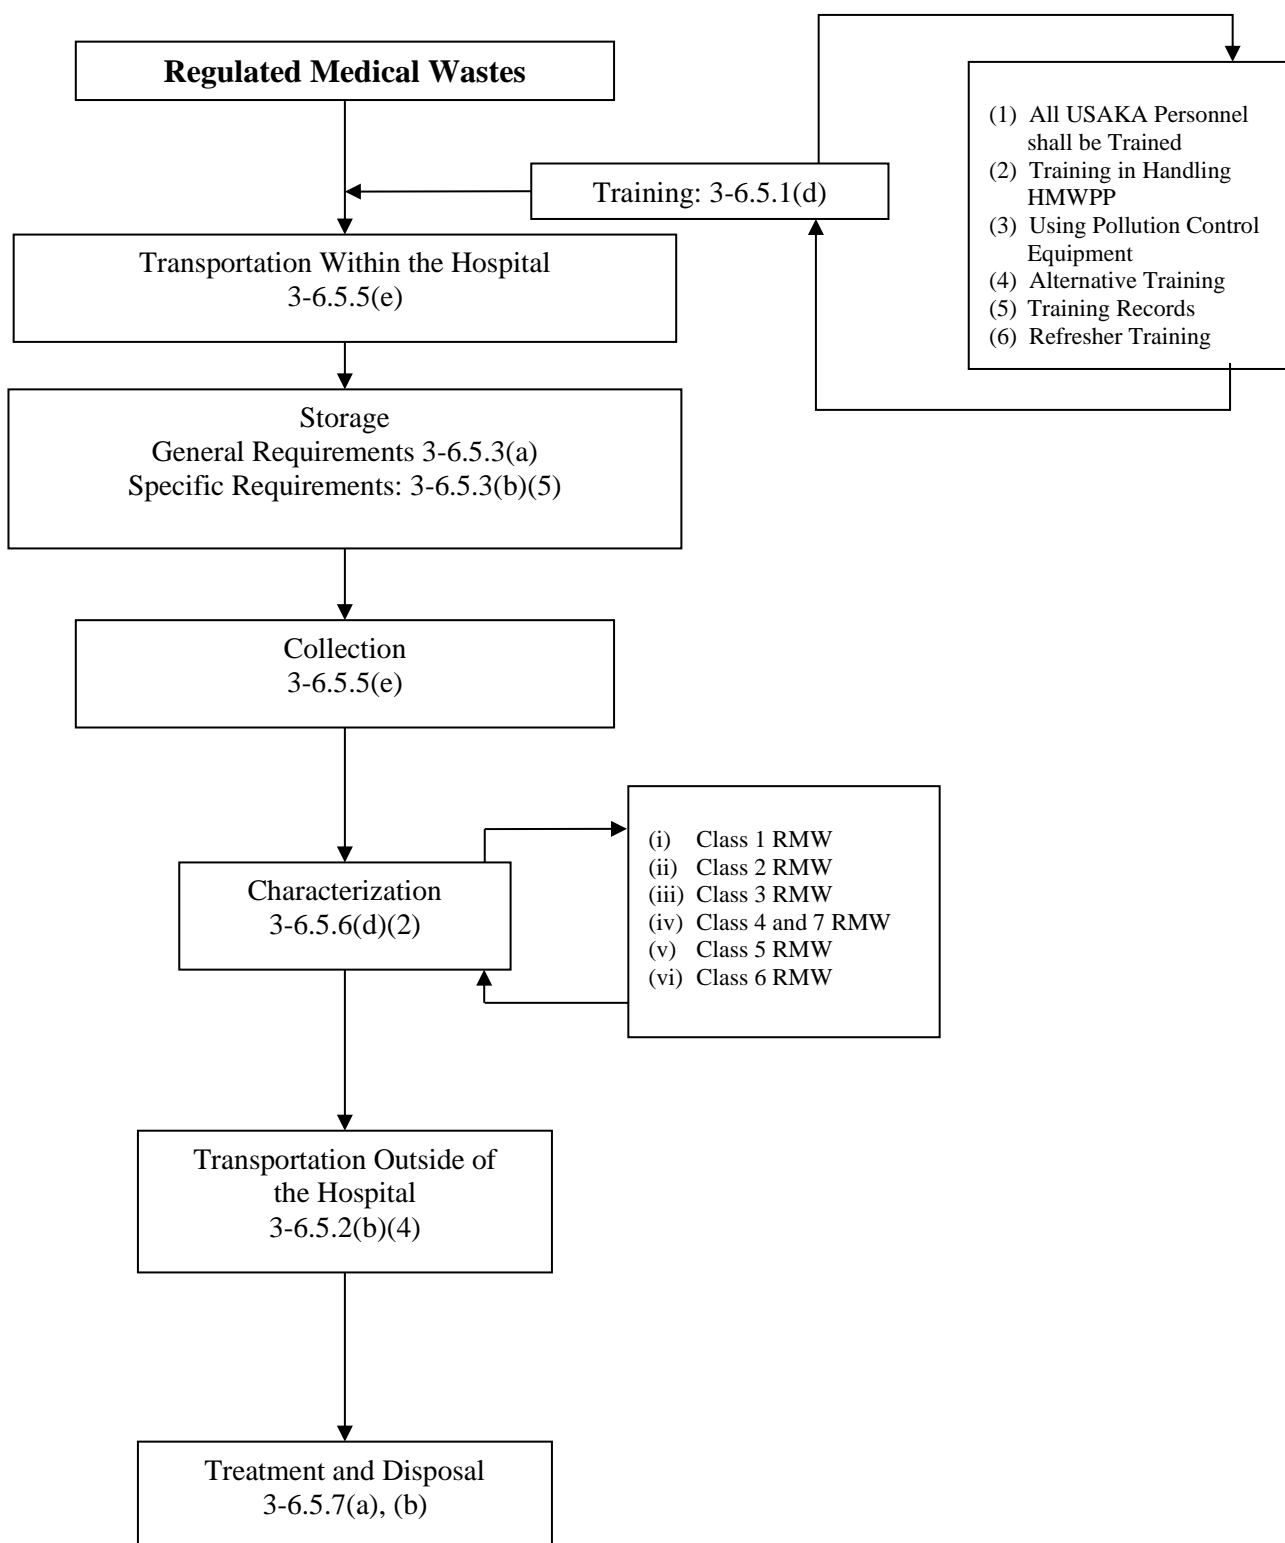 Regulated Medical Wastes
Training: 3-6.5.1(d)
(1) All USAKA Personnel
shall be Trained
(2) Training in Handling
HMWPP
(3) Using Pollution Control
Equipment
(4) Alternative Training
(5) Training Records
(6) Refresher Training
Transportation Within the Hospital
3-6.5.5(e)
Storage
General Requirements 3-6.5.3(a)
Specific Requirements: 3-6.5.3(b)(5)
Collection
3-6.5.5(e)
Characterization
3-6.5.6(d)(2)
(i) Class 1 RMW
(ii) Class 2 RMW
(iii) Class 3 RMW
(iv) Class 4 and 7 RMW
(v) Class 5 RMW
(vi) Class 6 RMW
Transportation Outside of
the Hospital
3-6.5.2(b)(4)
Treatment and Disposal
3-6.5.7(a), (b)